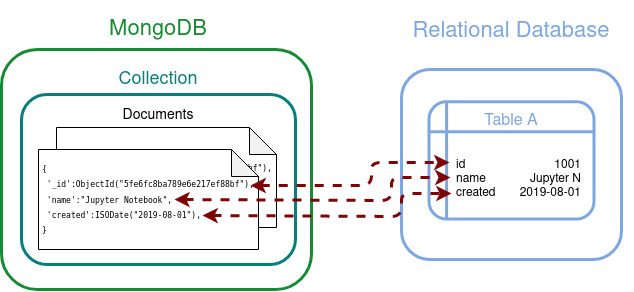 MongoDB
Relational Database
Collection
Documents
bf"),
{
'_id':ObjectId("5fe6fc8ba789e6e217ef88bf"),
'name':"Jupyter Notebook",
'created':ISODate("2019-08-01"),
}
Table A
id 1001
name Jupyter N
created 2019-08-01